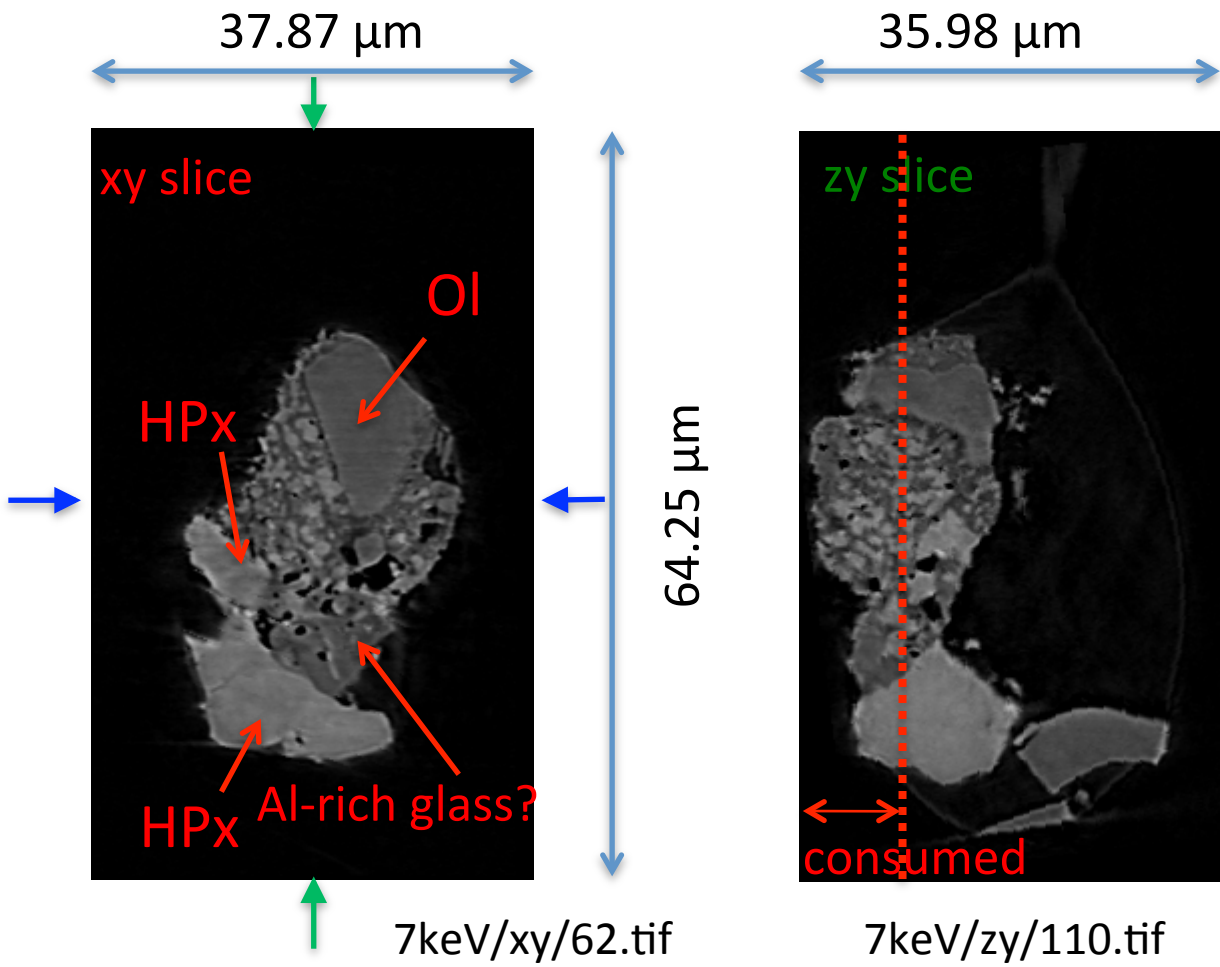 37.87 µm
35.98 µm
xy slice
zy slice
Ol
HPx
64.25 µm
Al-rich glass?
HPx
consumed
7keV/xy/62.tif
7keV/zy/110.tif